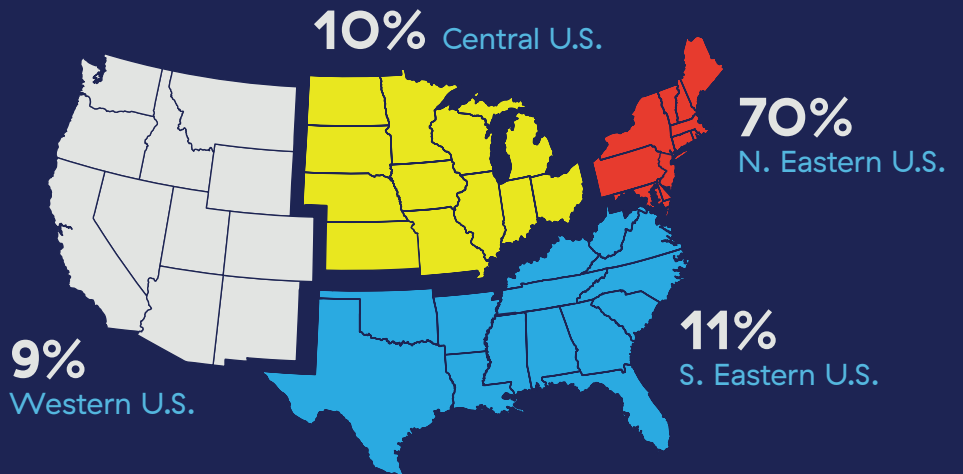 10% Central U.S.
70%
N. Eastern U.S.
11%
S. Eastern U.S.
9%
Western U.S.